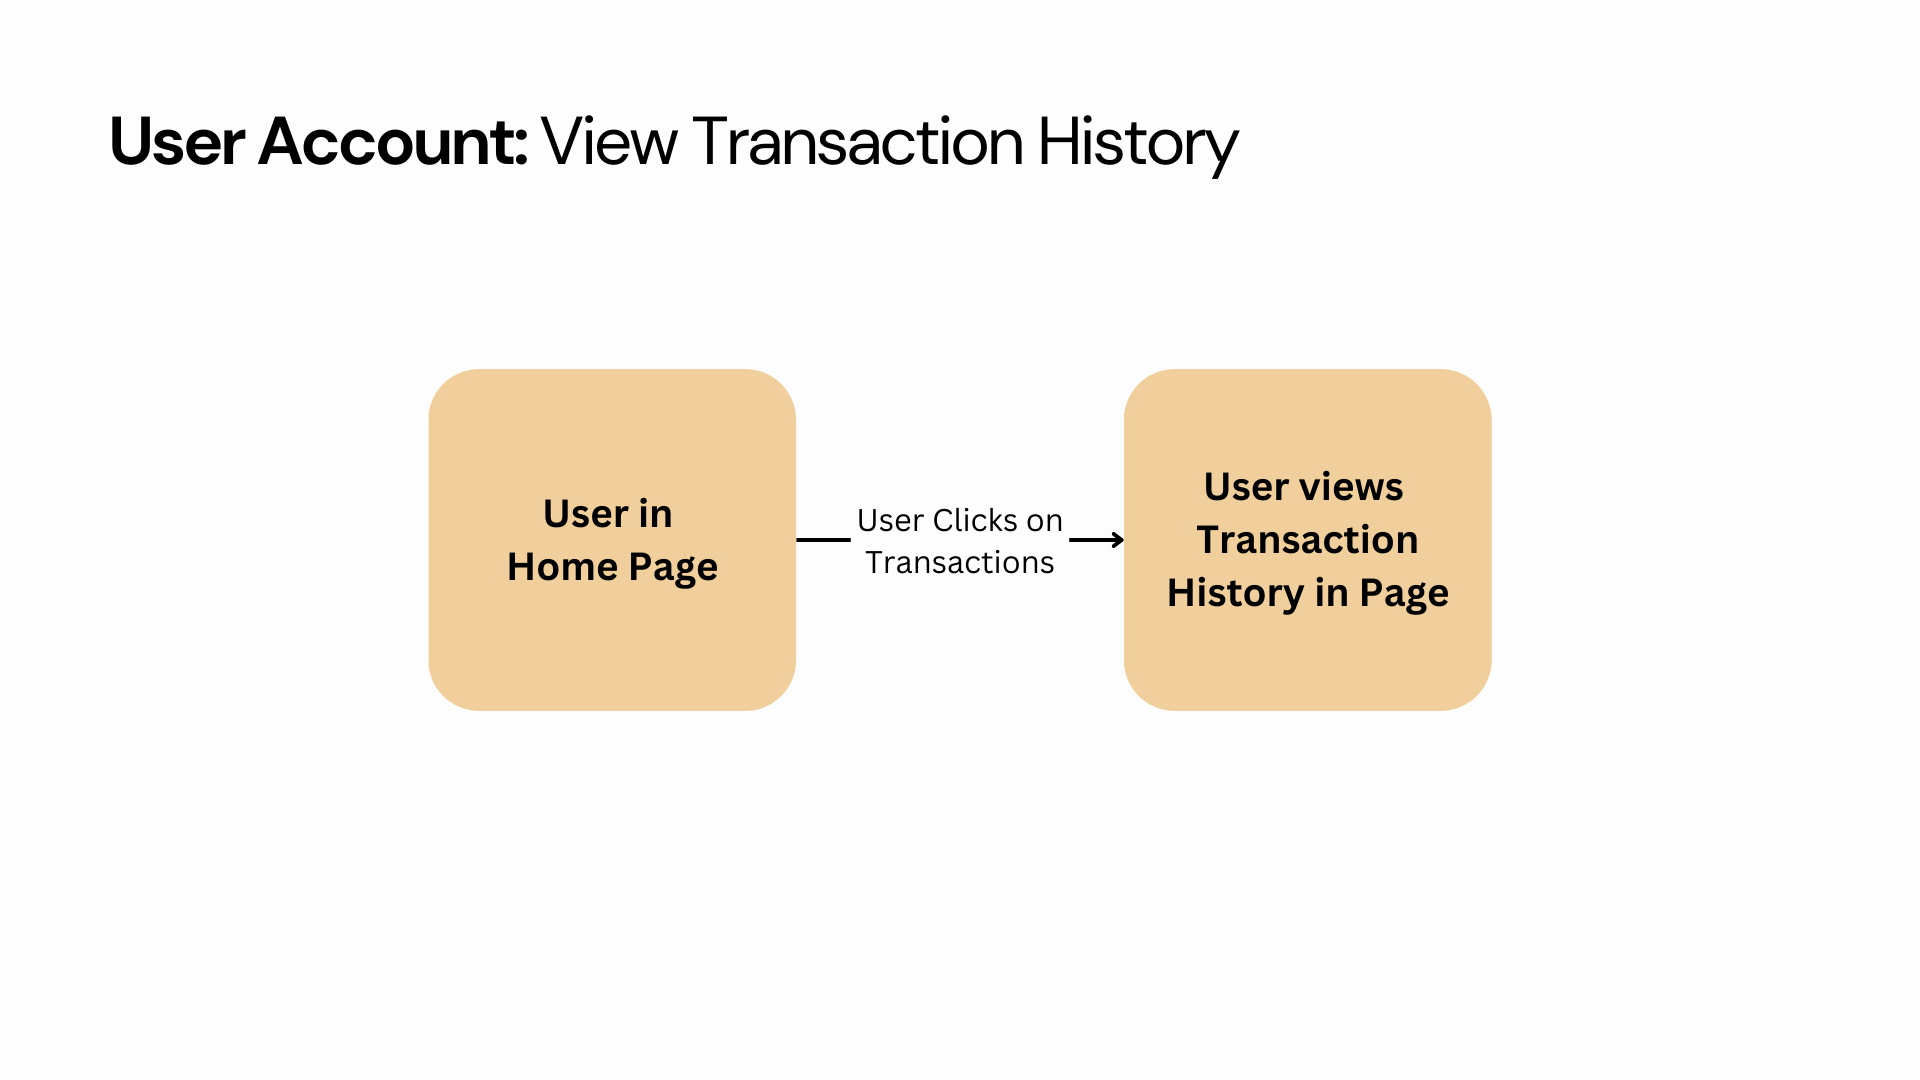 User Account: View Transaction History
User in
Home Page
User Clicks on
Transactions
User views
Transaction
History in Page